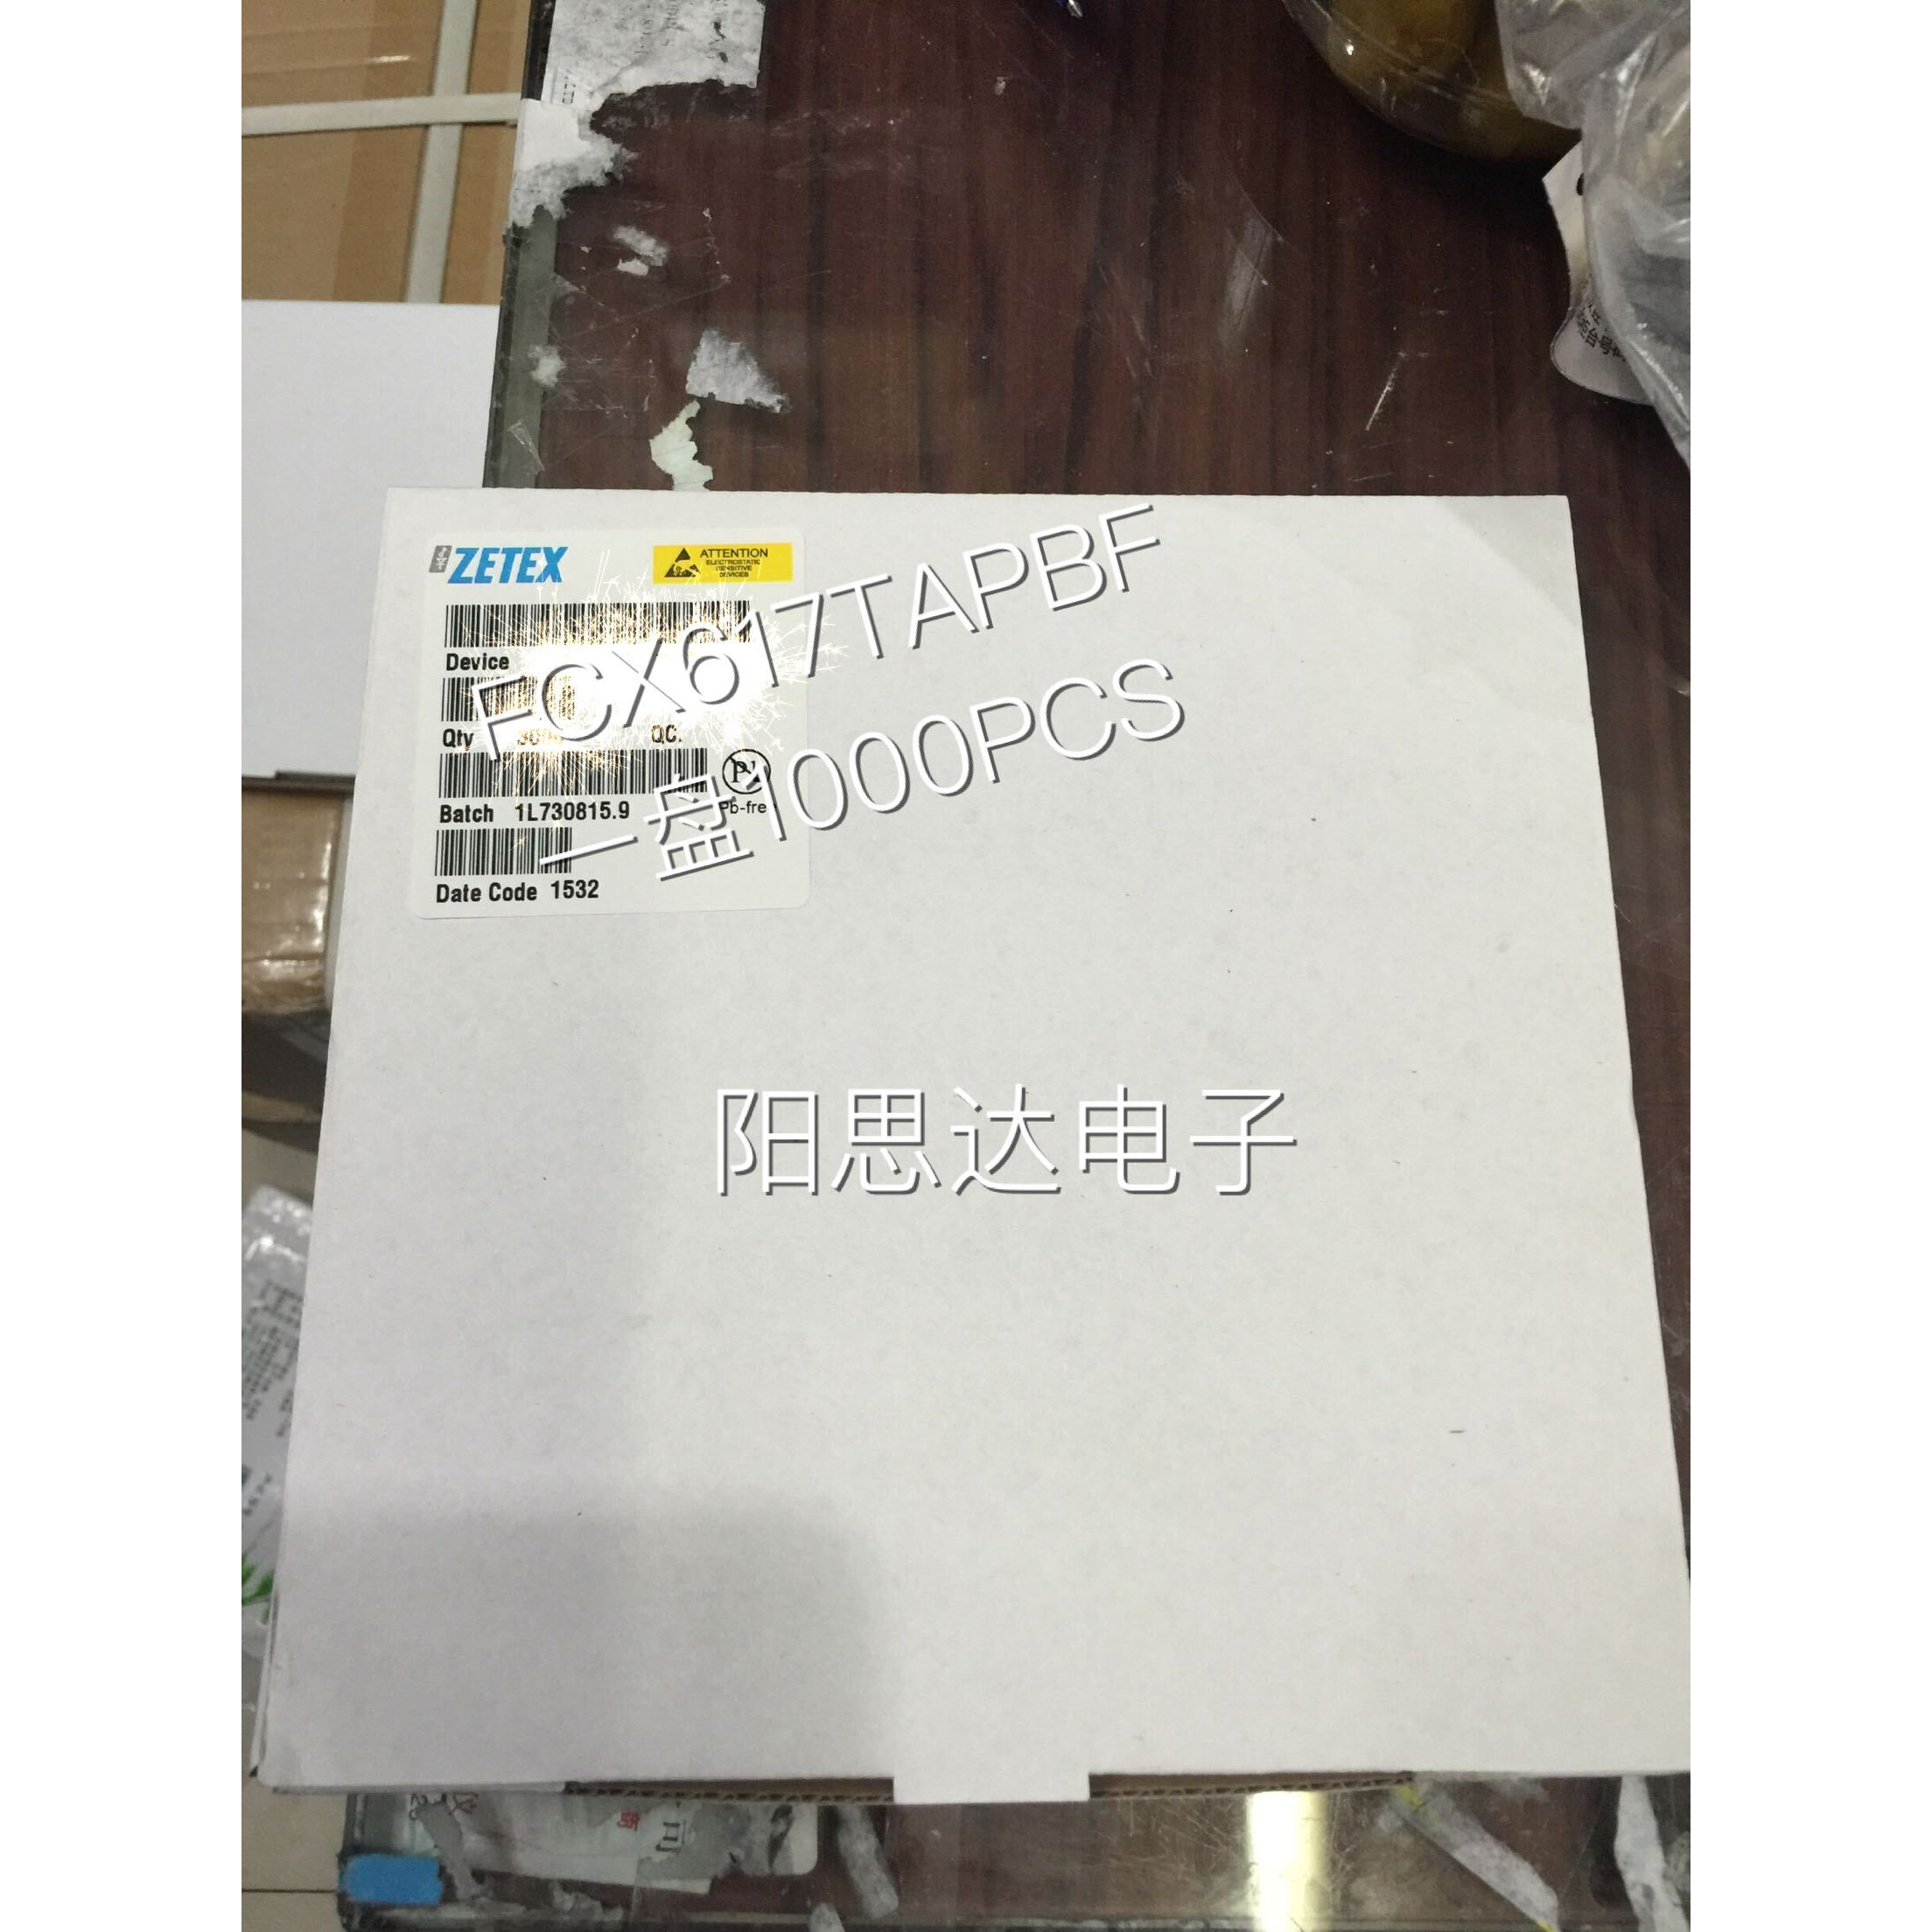 ZETEX
ATTENTION
ELECTROSTATIC
SENSITIVE
DEVICES
Device
FCX617TAPBF
Qty
QC.
一盘1000PCS
Batch 1L730815.9
Pb-fre
Date Code 1532
阳思达电子